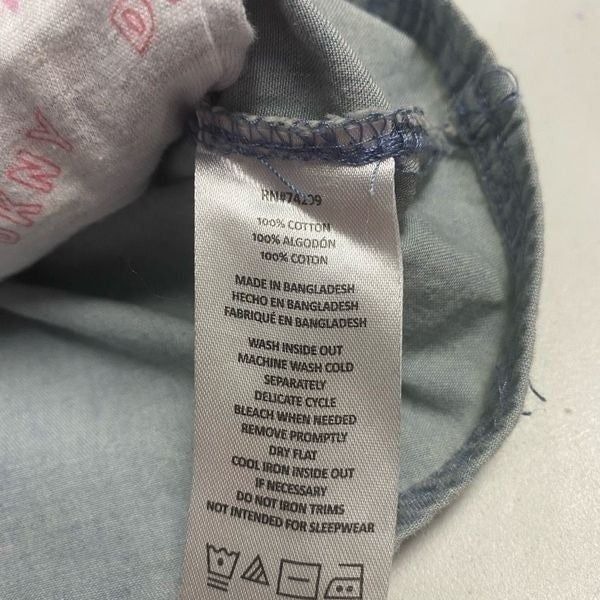 D
DKNY
RN#74209
100% COTTON
100% ALGODÓN
100% COTON
MADE IN BANGLADESH
HECHO EN BANGLADESH
FABRIQUÉ EN BANGLADESH
WASH INSIDE OUT
MACHINE WASH COLD
SEPARATELY
DELICATE CYCLE
BLEACH WHEN NEEDED
REMOVE PROMPTLY
DRY FLAT
COOL IRON INSIDE OUT
IF NECESSARY
DO NOT IRON TRIMS
NOT INTENDED FOR SLEEPWEAR